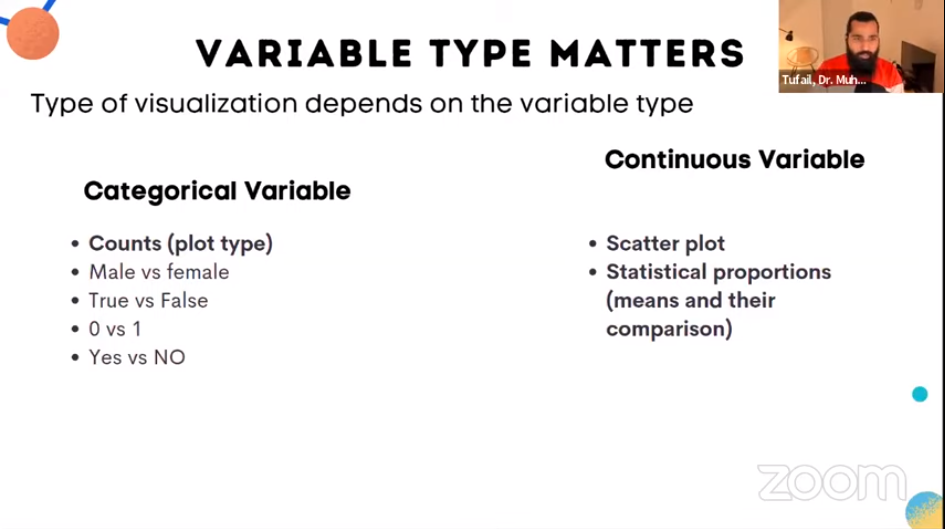 VARIABLE TYPE MATTERS
Tufail, Dr. Muh...
Type of visualization depends on the variable type
Categorical Variable
• Counts (plot type)
• Male vs female
• True vs False
• 0 vs 1
• Yes vs NO
Continuous Variable
• Scatter plot
• Statistical proportions
(means and their
comparison)
zoom